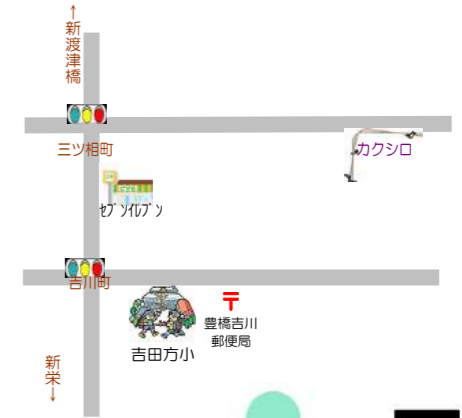 ↑新渡津橋
三ツ相町
カクシロ
ｾﾌﾞﾝｲﾚﾌﾞﾝ
吉川町
〒
豊橋吉川
郵便局
吉田方小
新栄↓